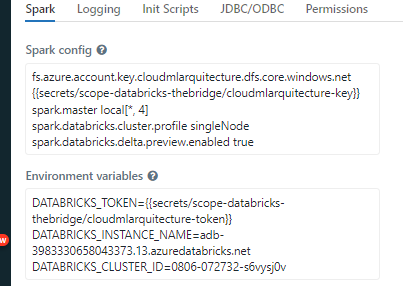 Spark Logging Init Scripts JDBC/ODBC Permissions
Spark config
fs.azure.account.key.cloudmlarquitecture.dfs.core.windows.net
{{secrets/scope-databricks-thebridge/cloudmlarquitecture-key}}
spark.master local[*, 4]
spark.databricks.cluster.profile singleNode
spark.databricks.delta.preview.enabled true
Environment variables
DATABRICKS_TOKEN={{secrets/scope-databricks-
thebridge/cloudmlarquitecture-token}}
DATABRICKS_INSTANCE_NAME=adb-
3983330658043373.13.azuredatabricks.net
DATABRICKS_CLUSTER_ID=0806-072732-s6vysj0v